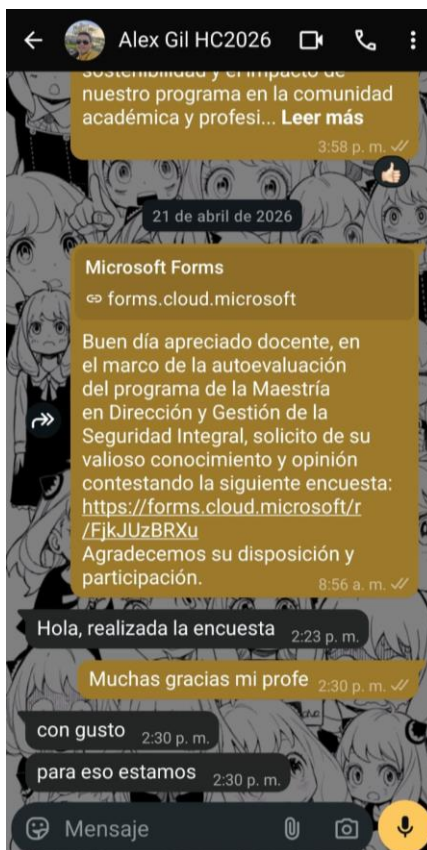 Alex Gil HC2026
sostenibilidad y el impacto de
nuestro programa en la comunidad
académica y profesi... Leer más
3:58 p. m.
21 de abril de 2026
Microsoft Forms
forms.cloud.microsoft
Buen día apreciado docente, en
el marco de la autoevaluación
del programa de la Maestría
en Dirección y Gestión de la
Seguridad Integral, solicito de su
valioso conocimiento y opinión
contestando la siguiente encuesta:
https://forms.cloud.microsoft/r
/FjkJUzBRXu
Agradecemos su disposición y
participación.
8:56 a. m.
Hola, realizada la encuesta 2:23 p. m.
Muchas gracias mi profe 2:30 p. m.
con gusto 2:30 p. m.
para eso estamos 2:30 p. m.
Mensaje